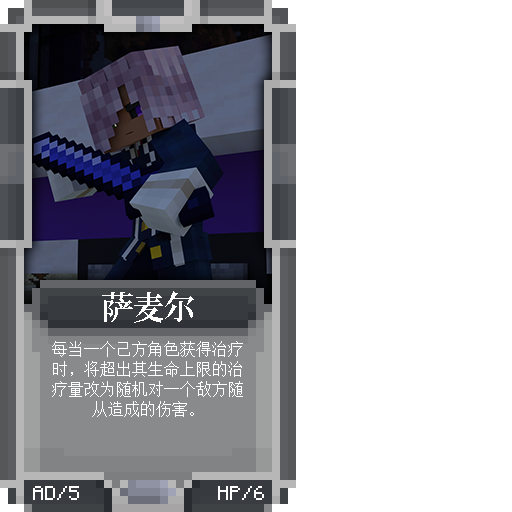 萨麦尔
每当一个己方角色获得治疗
时，将超出其生命上限的治
疗量改为随机对一个敌方随
从造成的伤害。
AD/5
HP/6